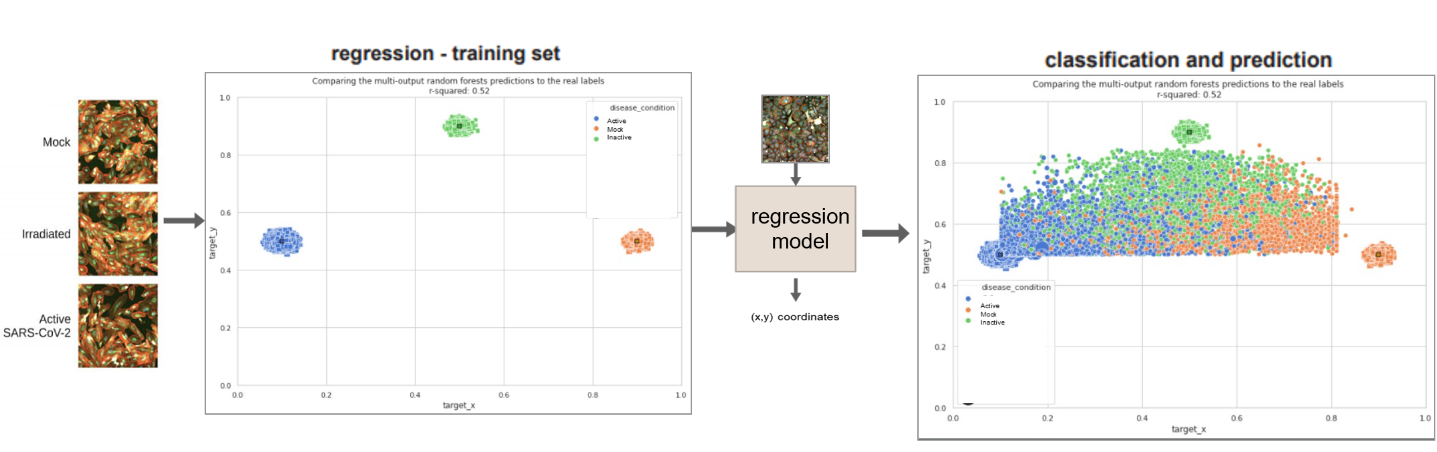 regression - training set
classification and prediction
Mock
Irradiated
Active
SARS-CoV-2
Comparing the multi-output random forests predictions to the real labels
r-squared: 0.52
disease_condition
Active
Mock
Inactive
1.0
0.8
0.6
0.4
0.2
0.0
target_y
0.0 0.2 0.4 0.6 0.8 1.0
target_x
regression
model
(x,y) coordinates
Comparing the multi-output random forests predictions to the real labels
r-squared: 0.52
1.0
0.8
0.6
0.4
0.2
0.0
target_y
disease_condition
Active
Mock
Inactive
0.0 0.2 0.4 0.6 0.8 1.0
target_x